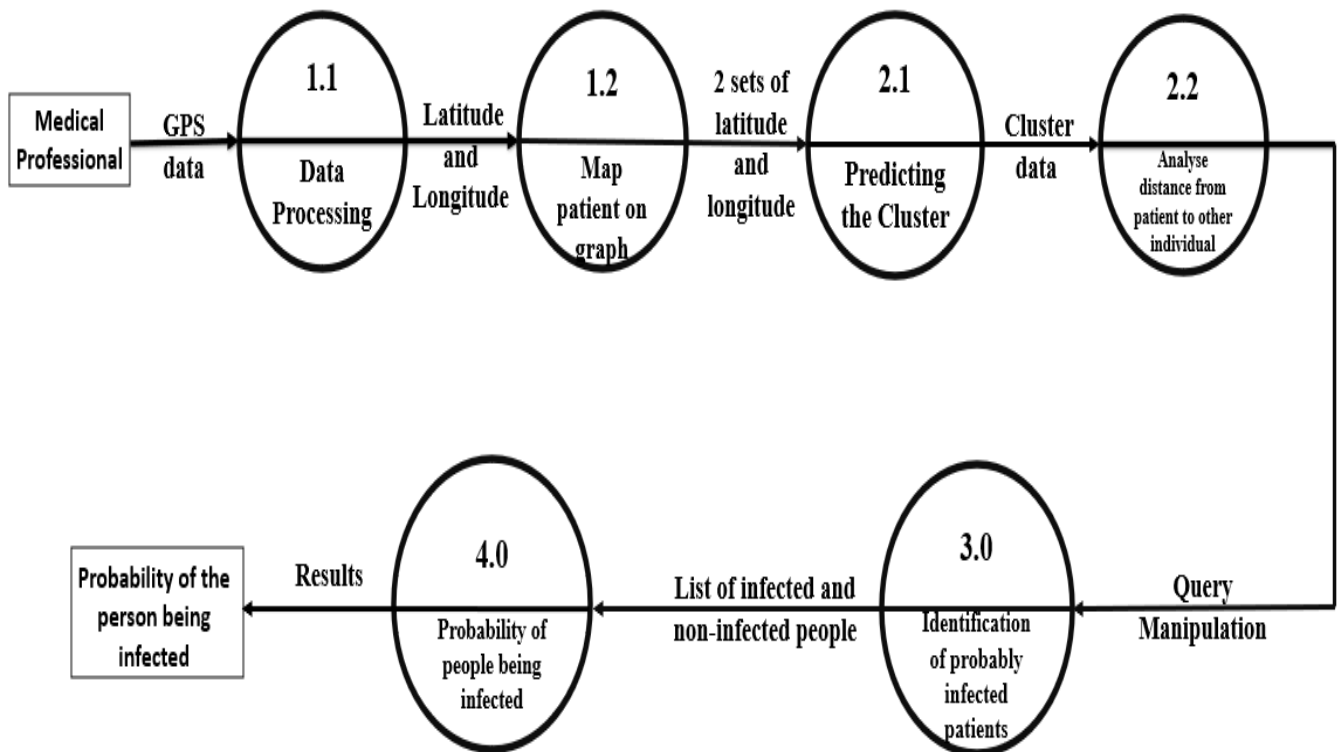 Medical
Professional
GPS
data
1.1
Data
Processing
Latitude
and
Longitude
1.2
Map
patient on
graph
2 sets of
latitude
and
longitude
2.1
Predicting
the Cluster
Cluster
data
2.2
Analyse
distance from
patient to other
individual
Query
Manipulation
3.0
Identification
of probably
infected
patients
List of infected and
non-infected people
4.0
Probability of
people being
infected
Results
Probability of the
person being
infected